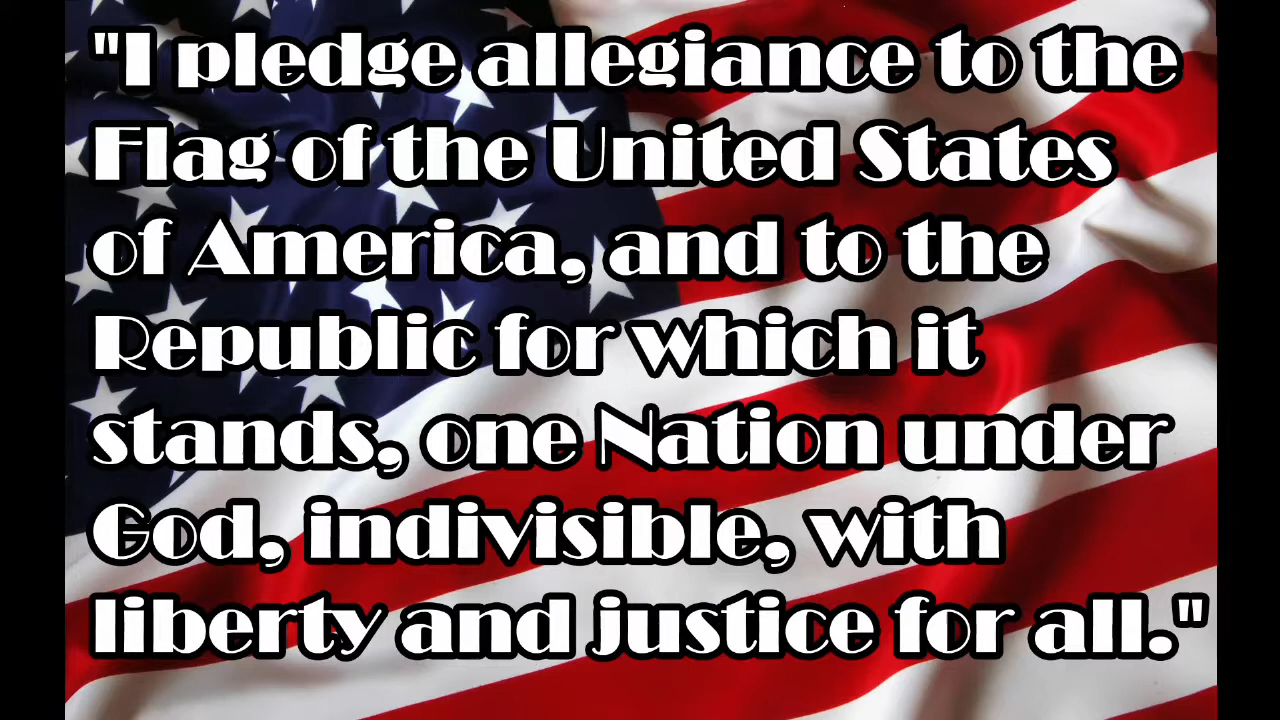 "I pledge allegiance to the
Flag of the United States
of America, and to the
Republic for which it
stands, one Nation under
God, indivisible, with
liberty and justice for all."